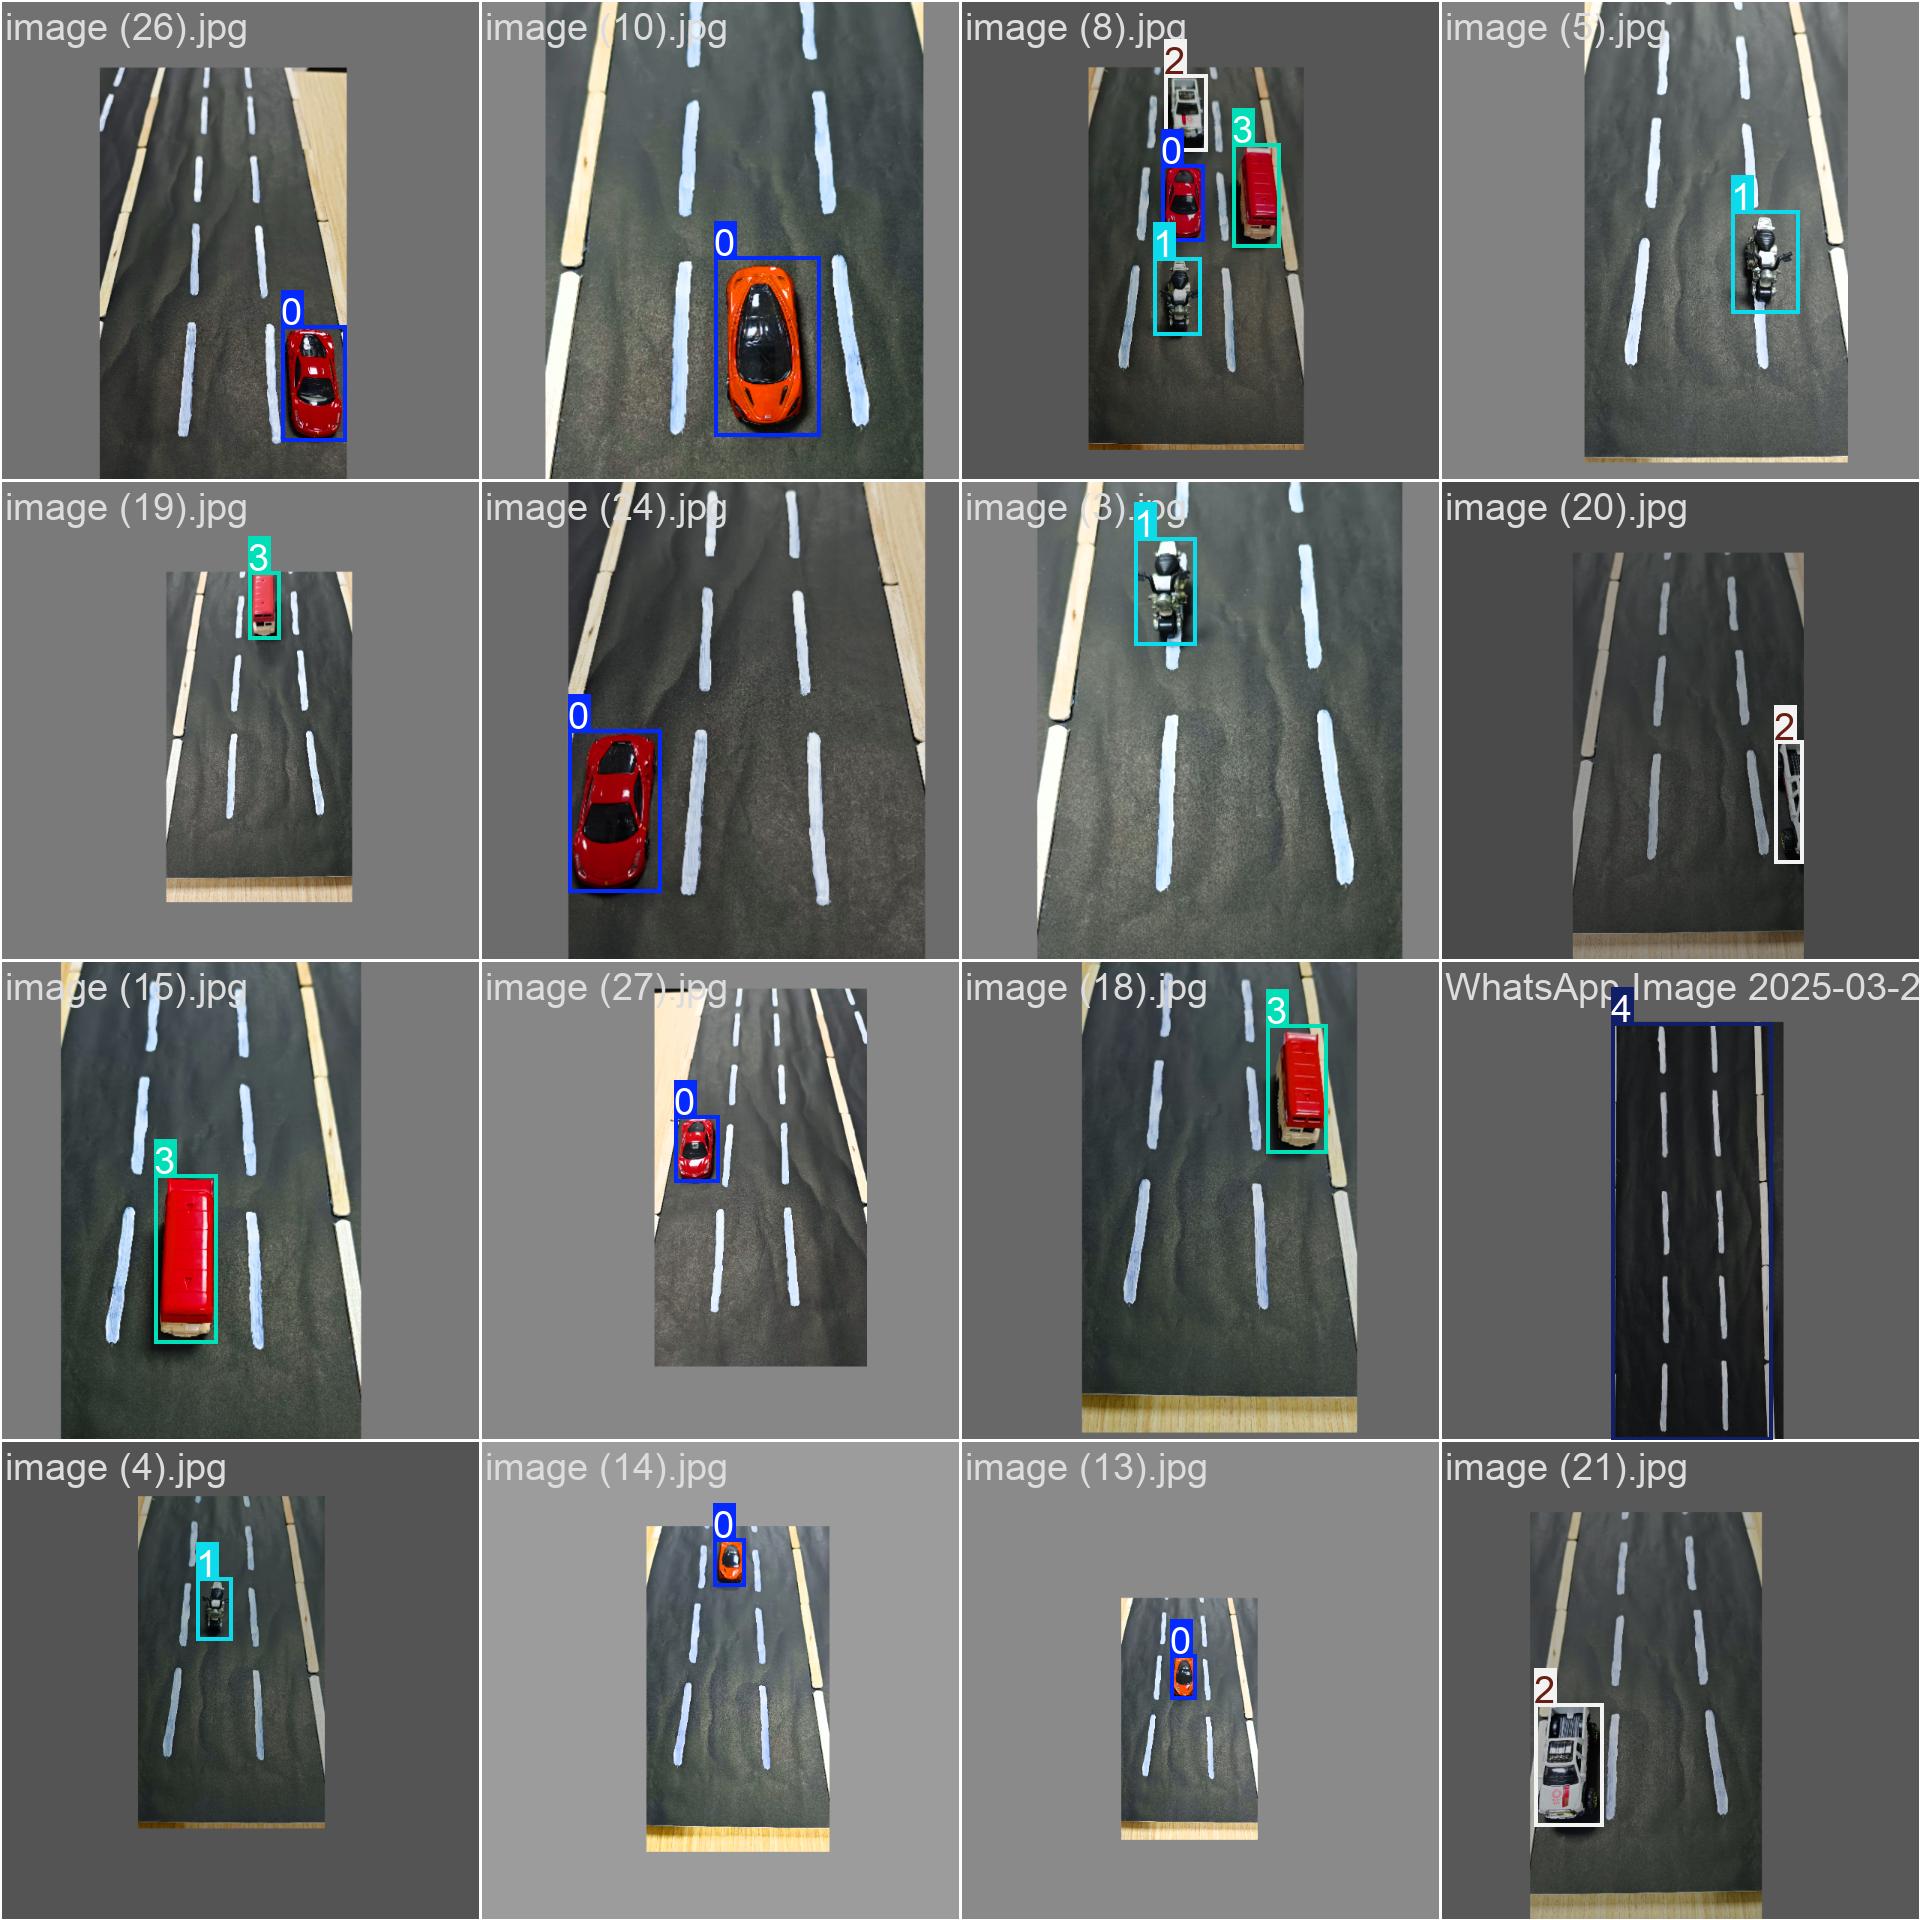 image (26).jpg
image (10).jpg
image (8).jpg
image (5).jpg
0
0
2
3
0
1
1
image (19).jpg
image (24).jpg
image (3).jpg
image (20).jpg
3
0
1
2
image (15).jpg
image (27).jpg
image (18).jpg
WhatsApp Image 2025-03-2
3
0
3
4
image (4).jpg
image (14).jpg
image (13).jpg
image (21).jpg
1
0
0
2